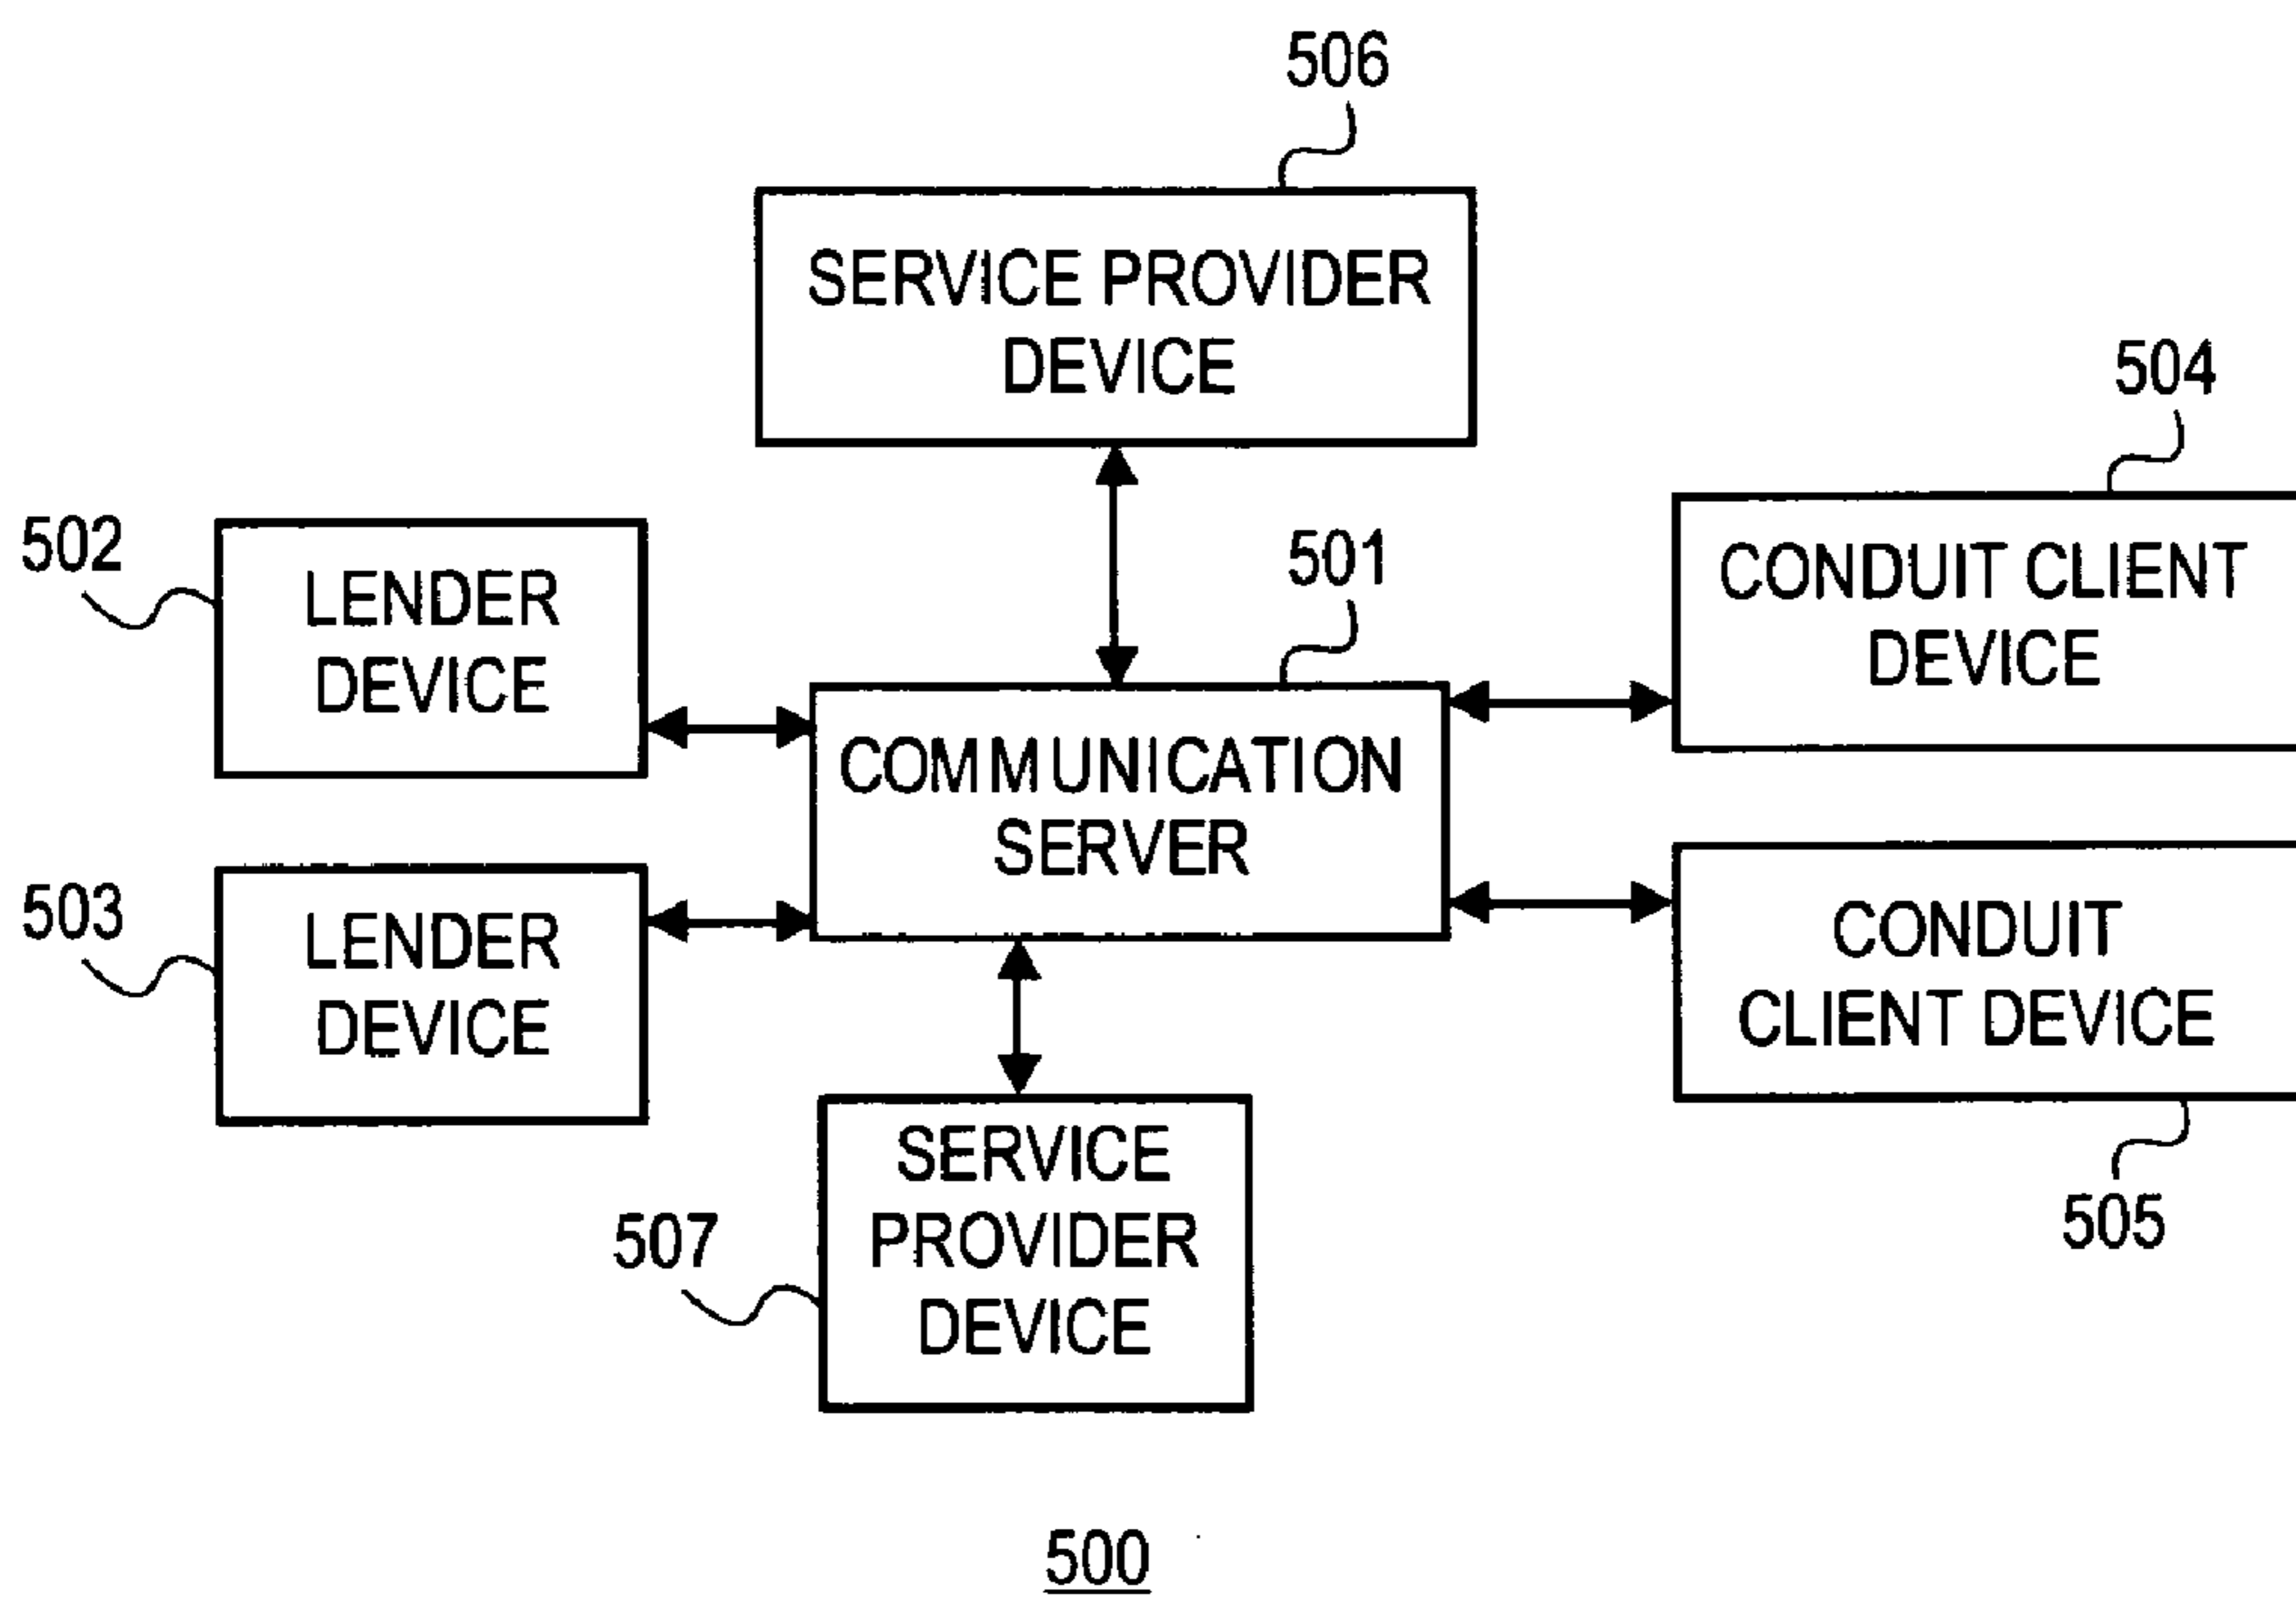 506
SERVICE PROVIDER
DEVICE
504
502
LENDER
DEVICE
501
CONDUIT CLIENT
DEVICE
COMMUNICATION
SERVER
503
LENDER
DEVICE
CONDUIT
CLIENT DEVICE
505
507
SERVICE
PROVIDER
DEVICE
500